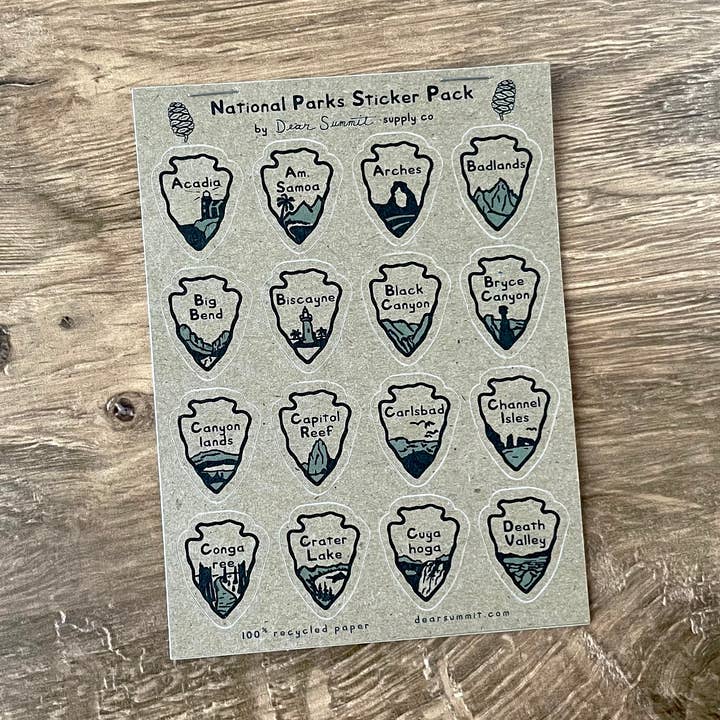 National Parks Sticker Pack
by Dear Summit supply co
Acadia
Am.
Samoa
Arches
Badlands
Big
Bend
Biscayne
Black
Canyon
Bryce
Canyon
Canyon
lands
Capitol
Reef
Carlsbad
Channel
Isles
Conga
ree
Crater
Lake
Cuya
hoga
Death
Valley
100% recycled paper
dearsummit.com